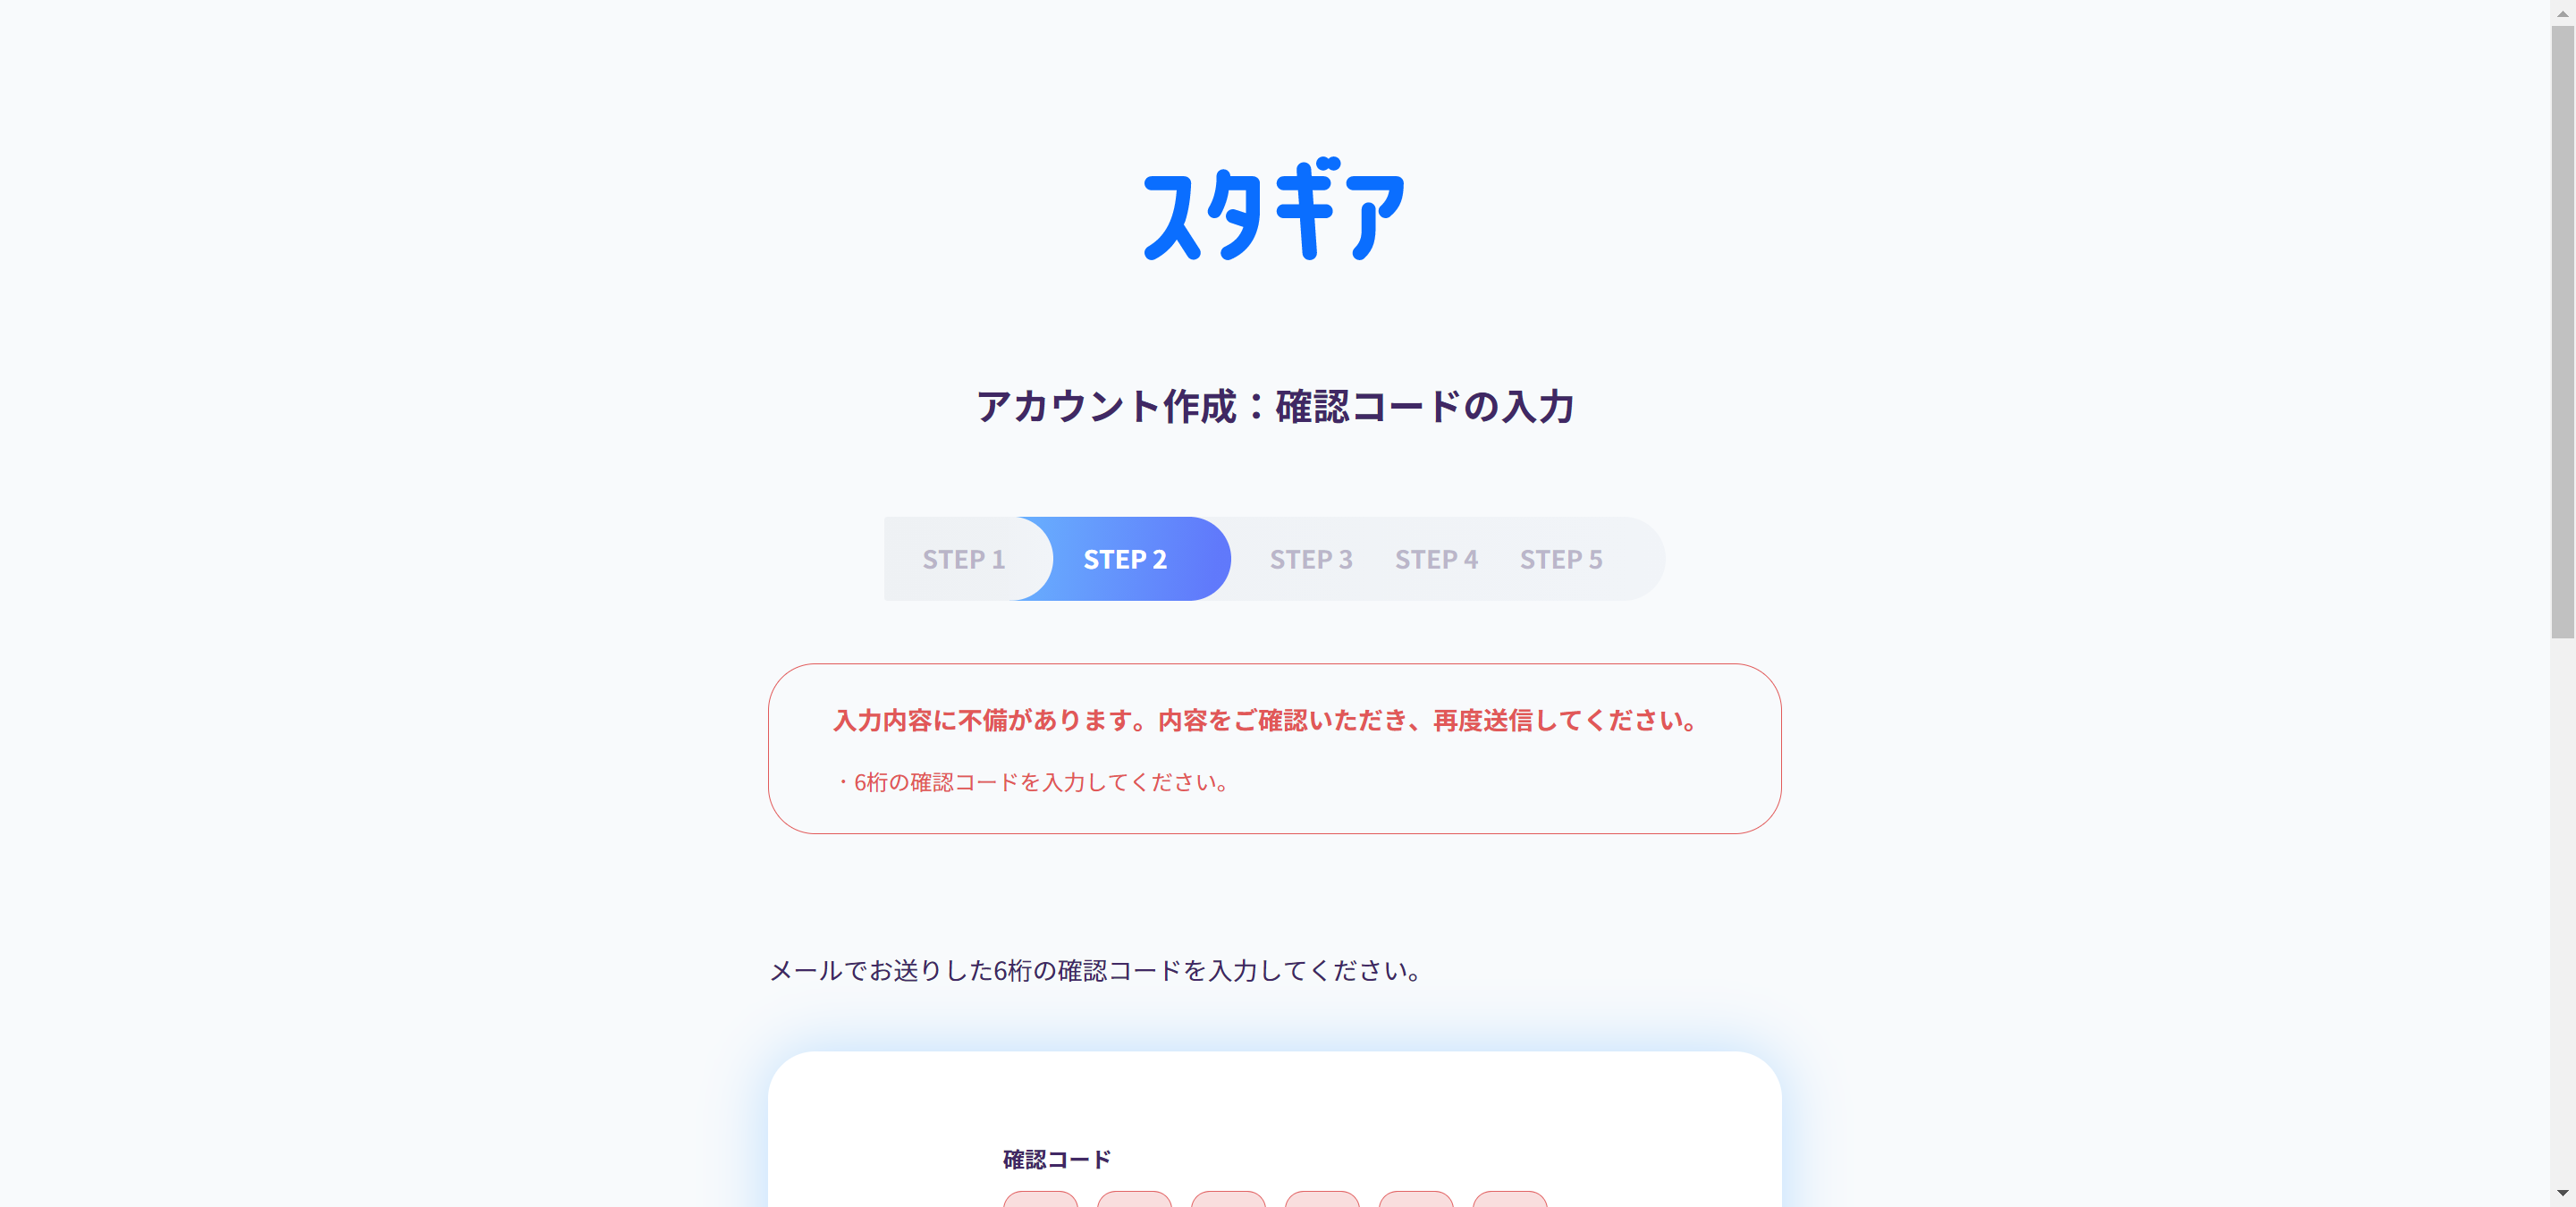 スタギア
アカウント作成：確認コードの入力
STEP 1 STEP 2 STEP 3 STEP 4 STEP 5
入力内容に不備があります。内容をご確認いただき、再度送信してください。
・6桁の確認コードを入力してください。
メールでお送りした6桁の確認コードを入力してください。
確認コード